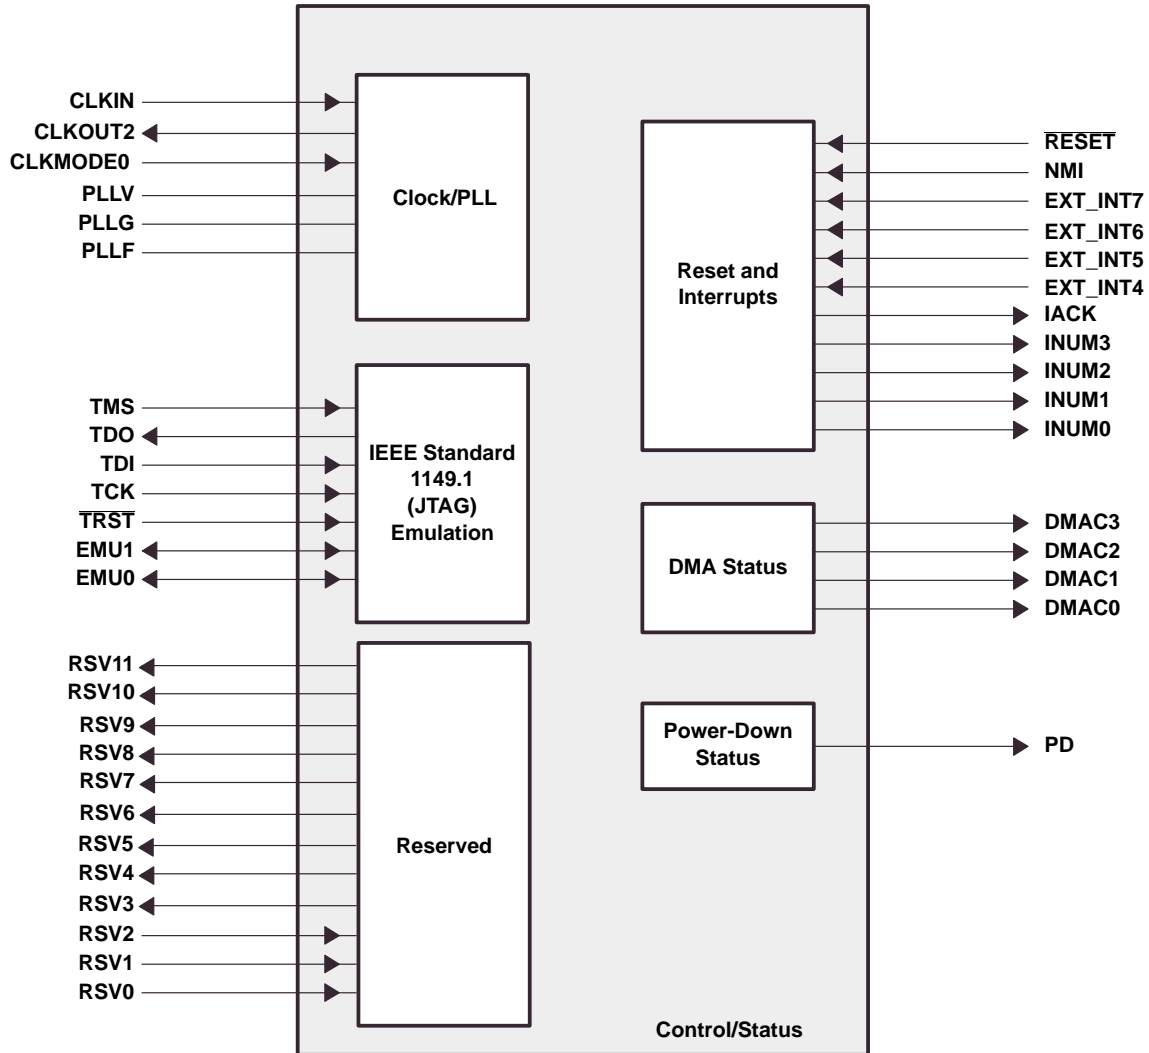 CLKIN
CLKOUT2
CLKMODE0
PLLV
PLLG
PLLF
Clock/PLL
TMS
TDO
TDI
TCK
TRST
EMU1
EMU0
IEEE Standard
1149.1
(JTAG)
Emulation
RSV11
RSV10
RSV9
RSV8
RSV7
RSV6
RSV5
RSV4
RSV3
RSV2
RSV1
RSV0
Reserved
Reset and
Interrupts
RESET
NMI
EXT_INT7
EXT_INT6
EXT_INT5
EXT_INT4
IACK
INUM3
INUM2
INUM1
INUM0
DMA Status
DMAC3
DMAC2
DMAC1
DMAC0
Power-Down
Status
PD
Control/Status